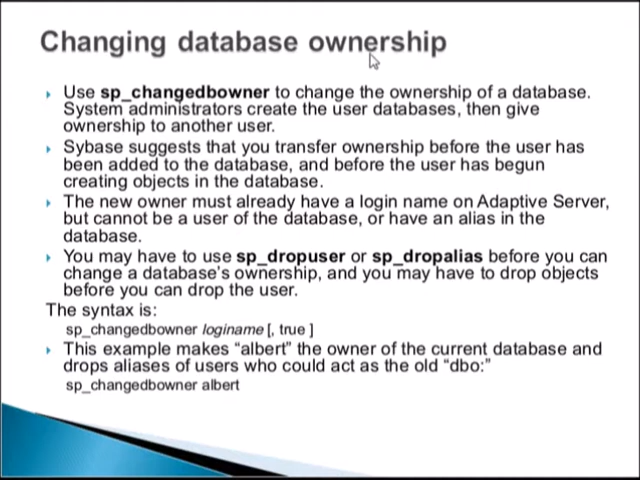 Changing database ownership
Use sp_changedbowner to change the ownership of a database.
System administrators create the user databases, then give
ownership to another user.
Sybase suggests that you transfer ownership before the user has
been added to the database, and before the user has begun
creating objects in the database.
The new owner must already have a login name on Adaptive Server,
but cannot be a user of the database, or have an alias in the
database.
You may have to use sp_dropuser or sp_dropalias before you can
change a database's ownership, and you may have to drop objects
before you can drop the user.
The syntax is:
sp_changedbowner loginame [, true ]
This example makes “albert” the owner of the current database and
drops aliases of users who could act as the old “dbo:”
sp_changedbowner albert